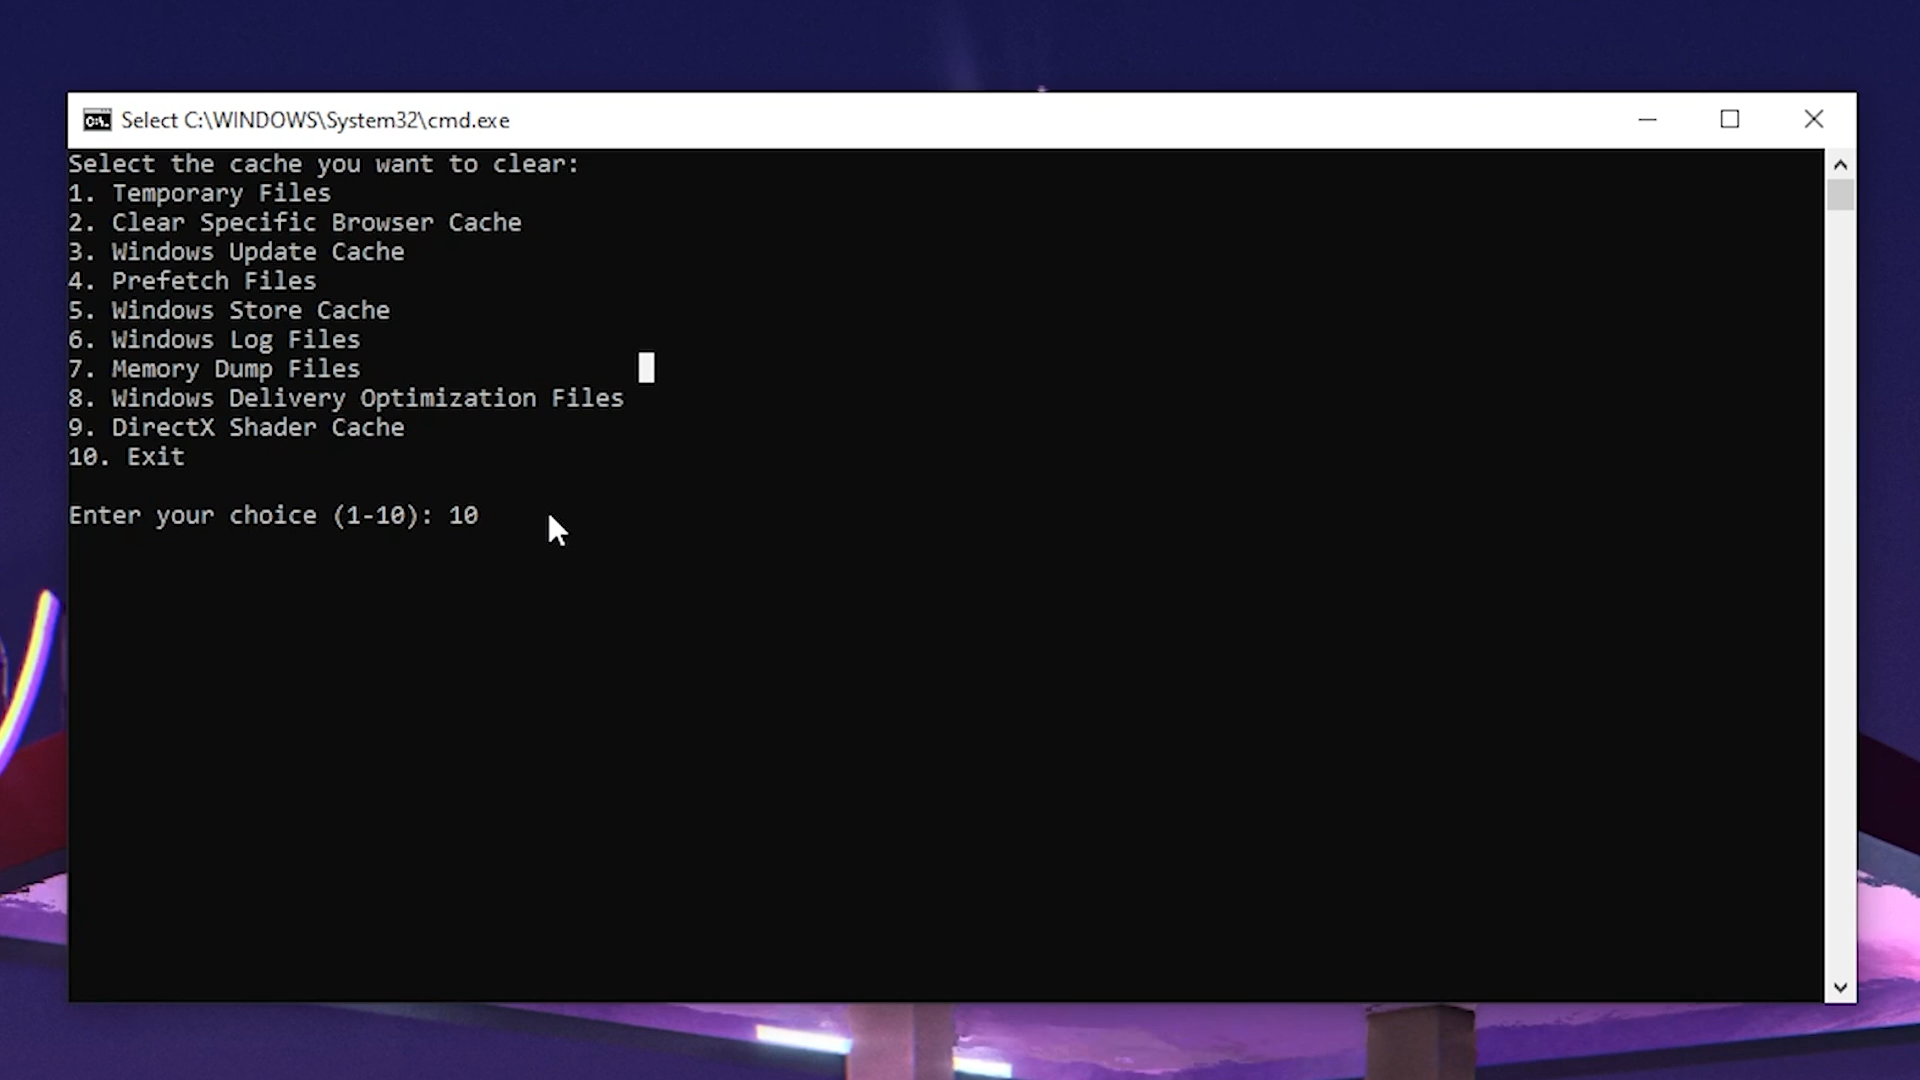 Select C:\WINDOWS\System32\cmd.exe
Select the cache you want to clear:
1. Temporary Files
2. Clear Specific Browser Cache
3. Windows Update Cache
4. Prefetch Files
5. Windows Store Cache
6. Windows Log Files
7. Memory Dump Files
8. Windows Delivery Optimization Files
9. DirectX Shader Cache
10. Exit
Enter your choice (1-10): 10